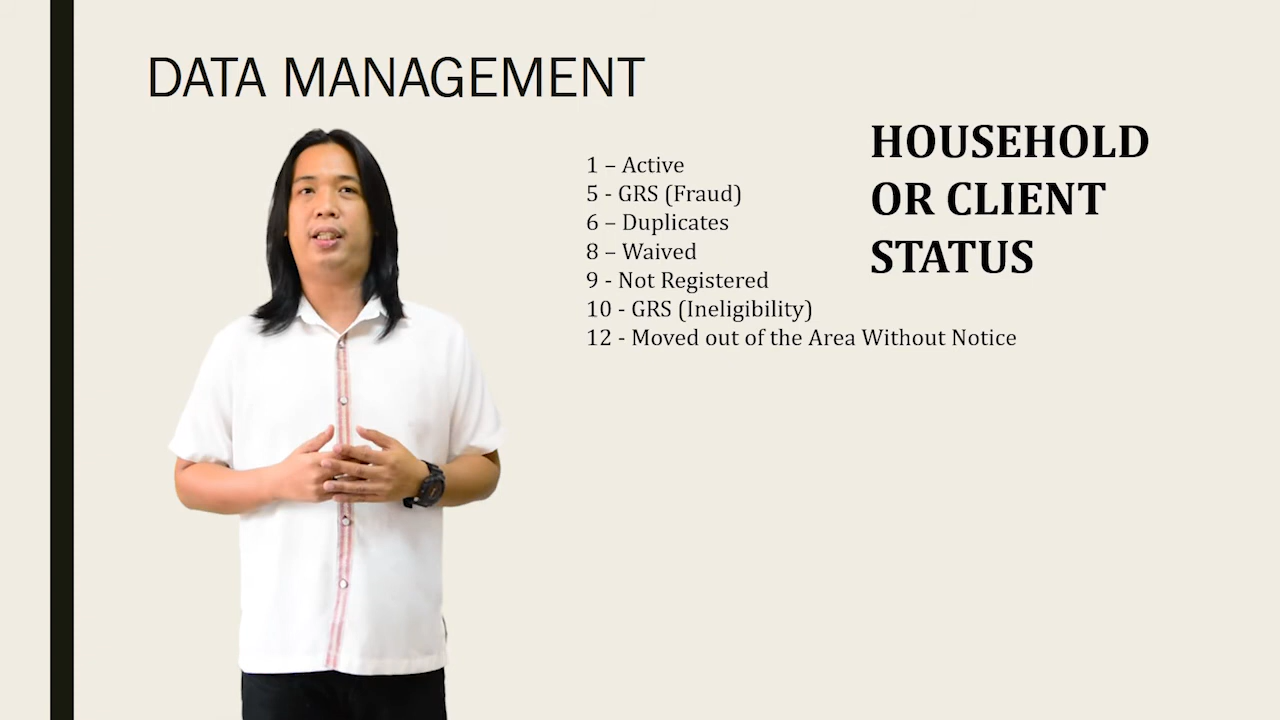 DATA MANAGEMENT
HOUSEHOLD
OR CLIENT
STATUS
1 – Active
5 - GRS (Fraud)
6 – Duplicates
8 – Waived
9 - Not Registered
10 - GRS (Ineligibility)
12 - Moved out of the Area Without Notice